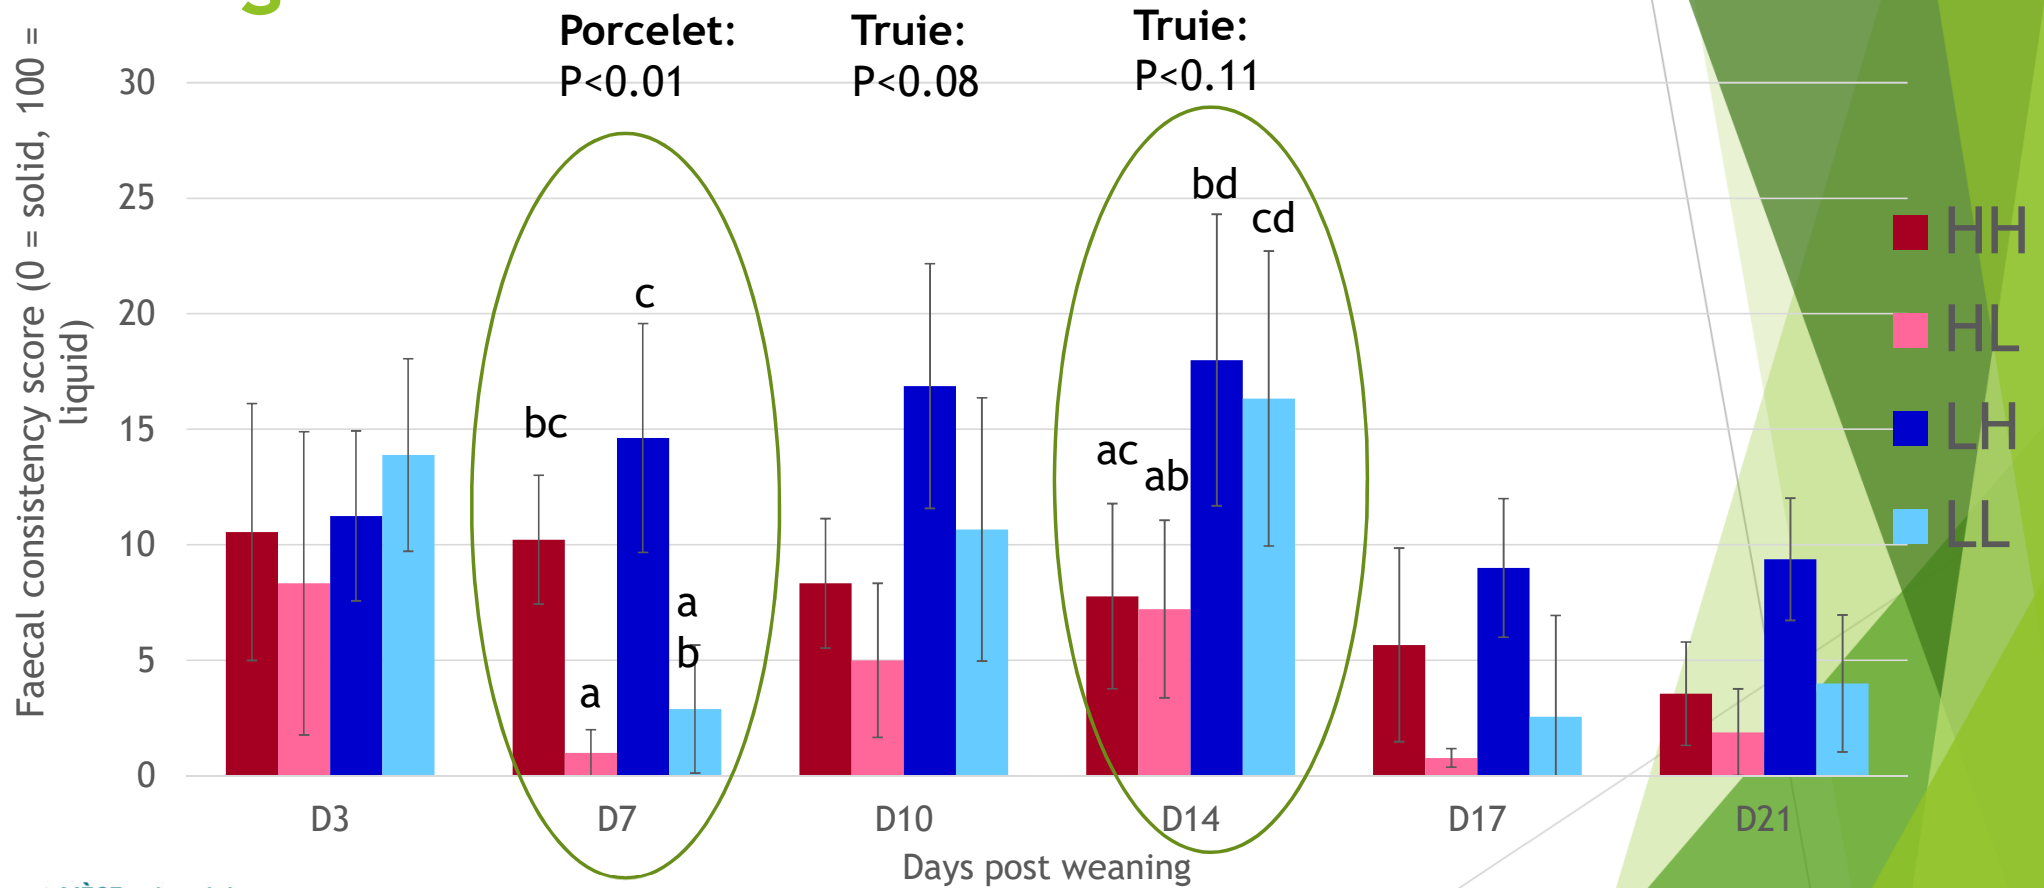 Porcelet:
P<0.01
Truie:
P<0.08
Truie:
P<0.11
Faecal consistency score (0 = solid, 100 =
liquid)
30
25
20
15
10
5
0
bc
a
c
a
b
ac
ab
bd
cd
HH
HL
LH
LL
D3
D7
D10
D14
D17
D21
Days post weaning